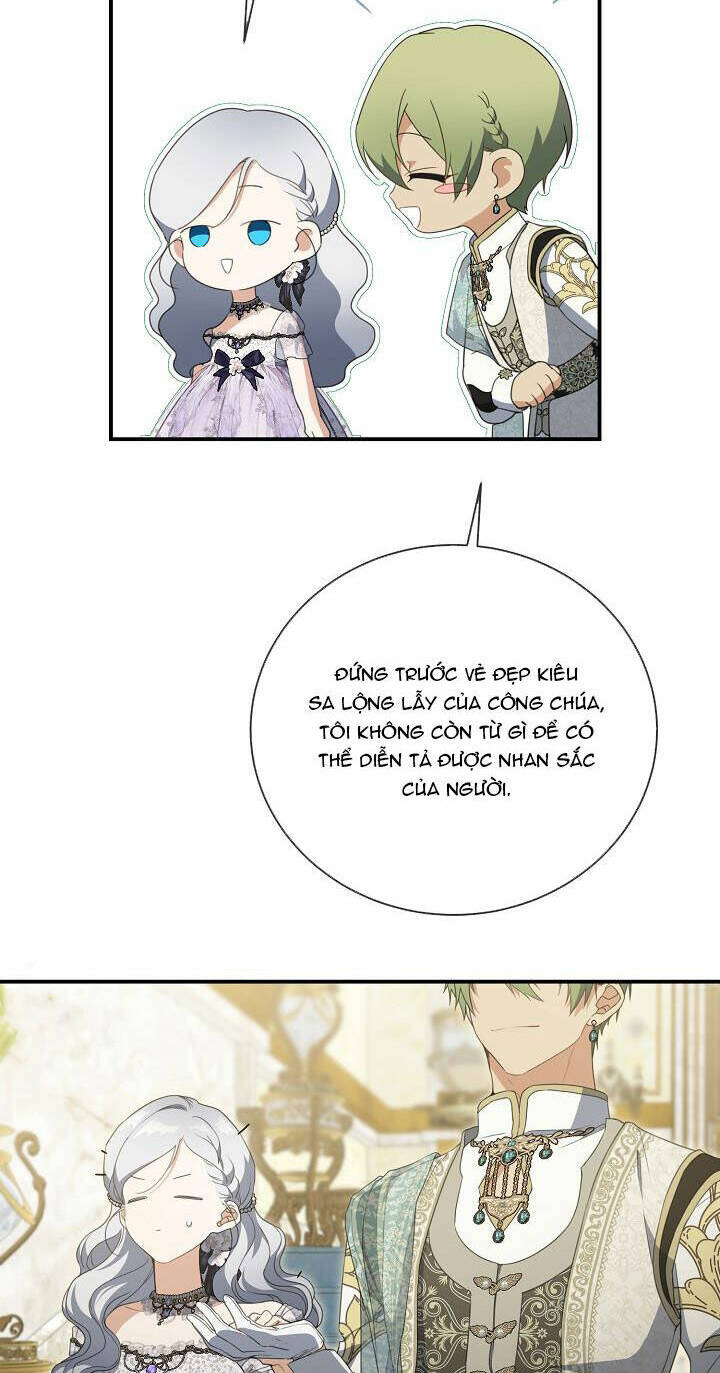 ĐỨNG TRƯỚC VẺ ĐẸP KIÊU
SA LỘNG LẪY CỦA CÔNG CHÚA,
TÔI KHÔNG CÒN TỪ GÌ ĐỂ CÓ
THỂ DIỄN TẢ ĐƯỢC NHAN SẮC
CỦA NGƯỜI.